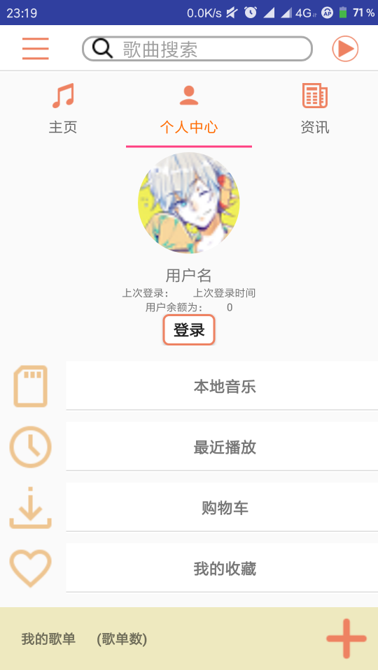 23:19 0.0K/s 4G 71%
歌曲搜索
主页 个人中心 资讯
用户名
上次登录： 上次登录时间
用户余额为： 0
登录
本地音乐
最近播放
购物车
我的收藏
我的歌单 (歌单数)